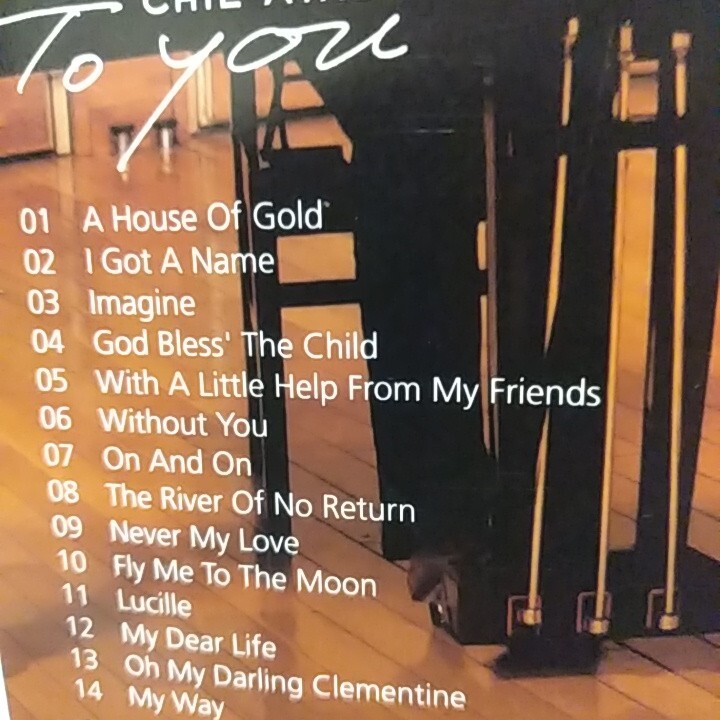 To you
01 A House Of Gold
02 I Got A Name
03 Imagine
04 God Bless' The Child
05 With A Little Help From My Friends
06 Without You
07 On And On
08 The River Of No Return
09 Never My Love
10 Fly Me To The Moon
11 Lucille
12 My Dear Life
13 Oh My Darling Clementine
14 My Way